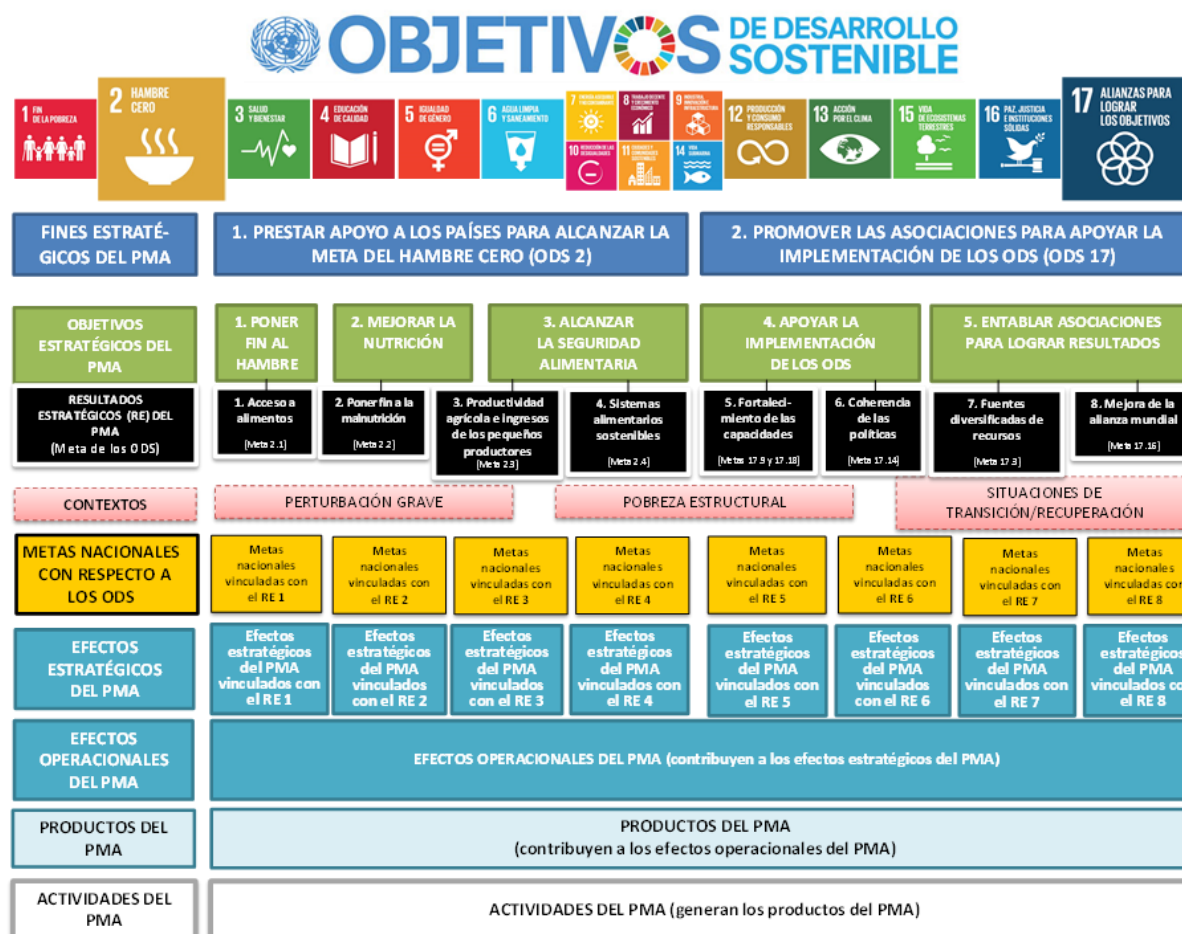 OBJETIVOS DE DESARROLLO
SOSTENIBLE
1 FIN
DE LA POBREZA
2 HAMBRE
CERO
3 SALUD
Y BIENESTAR
4 EDUCACIÓN
DE CALIDAD
5 IGUALDAD
DE GÉNERO
6 AGUA LIMPIA
Y SANEAMIENTO
7 ENERGÍA ASEQUIBLE
Y NO CONTAMINANTE
8 TRABAJO DECENTE
Y CRECIMIENTO
ECONÓMICO
9 INDUSTRIA,
INNOVACIÓN E
INFRAESTRUCTURA
10 REDUCCIÓN DE LAS
DESIGUALDADES
11 CIUDADES Y
COMUNIDADES
SOSTENIBLES
14 VIDA
SUBMARINA
12 PRODUCCIÓN
Y CONSUMO
RESPONSABLES
13 ACCIÓN
POR EL CLIMA
15 VIDA
DE ECOSISTEMAS
TERRESTRES
16 PAZ, JUSTICIA
E INSTITUCIONES
SÓLIDAS
17 ALIANZAS PARA
LOGRAR
LOS OBJETIVOS
FINES ESTRATÉ-
GICOS DEL PMA
1. PRESTAR APOYO A LOS PAÍSES PARA ALCANZAR LA
META DEL HAMBRE CERO (ODS 2)
2. PROMOVER LAS ASOCIACIONES PARA APOYAR LA
IMPLEMENTACIÓN DE LOS ODS (ODS 17)
OBJETIVOS
ESTRATÉGICOS DEL
PMA
1. PONER
FIN AL
HAMBRE
2. MEJORAR LA
NUTRICIÓN
3. ALCANZAR
LA SEGURIDAD
ALIMENTARIA
4. APOYAR LA
IMPLEMENTACIÓN
DE LOS ODS
5. ENTABLAR ASOCIACIONES
PARA LOGRAR RESULTADOS
RESULTADOS
ESTRATÉGICOS (RE) DEL
PMA
(Meta de los ODS)
1. Acceso a
alimentos
[Meta 2.1]
2. Poner fin a la
malnutrición
[Meta 2.2]
3. Productividad
agrícola e ingresos
de los pequeños
productores
[Meta 2.3]
4. Sistemas
alimentarios
sostenibles
[Meta 2.4]
5. Fortaleci-
miento de las
capacidades
[Metas 17.9 y 17.18]
6. Coherencia
de las
políticas
[Meta 17.14]
7. Fuentes
diversificadas de
recursos
[Meta 17.3]
8. Mejora de la
alianza mundial
[Meta 17.16]
CONTEXTOS
PERTURBACIÓN GRAVE
POBREZA ESTRUCTURAL
SITUACIONES DE
TRANSICIÓN/RECUPERACIÓN
METAS NACIONALES
CON RESPECTO A
LOS ODS
Metas
nacionales
vinculadas con
el RE 1
Metas
nacionales
vinculadas con
el RE 2
Metas
nacionales
vinculadas con
el RE 3
Metas
nacionales
vinculadas con
el RE 4
Metas
nacionales
vinculadas con
el RE 5
Metas
nacionales
vinculadas con
el RE 6
Metas
nacionales
vinculadas con
el RE 7
Metas
nacionales
vinculadas con
el RE 8
EFECTOS
ESTRATÉGICOS
DEL PMA
Efectos
estratégicos
del PMA
vinculados con
el RE 1
Efectos
estratégicos
del PMA
vinculados
con el RE 2
Efectos
estratégicos
del PMA
vinculados
con el RE 3
Efectos
estratégicos
del PMA
vinculados con
el RE 4
Efectos
estratégicos
del PMA
vinculados con
el RE 5
Efectos
estratégicos
del PMA
vinculados
con el RE 6
Efectos
estratégicos
del PMA
vinculados con
el RE 7
Efectos
estratégicos
del PMA
vinculados con
el RE 8
EFECTOS
OPERACIONALES
DEL PMA
EFECTOS OPERACIONALES DEL PMA (contribuyen a los efectos estratégicos del PMA)
PRODUCTOS DEL
PMA
PRODUCTOS DEL PMA
(contribuyen a los efectos operacionales del PMA)
ACTIVIDADES DEL
PMA
ACTIVIDADES DEL PMA (generan los productos del PMA)